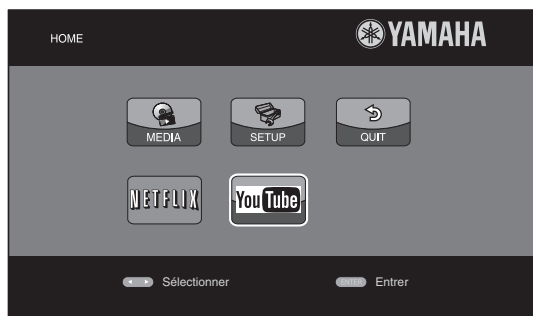 HOME
YAMAHA
MEDIA
SETUP
QUIT
NETFLIX
YouTube
Sélectionner
ENTER Entrer